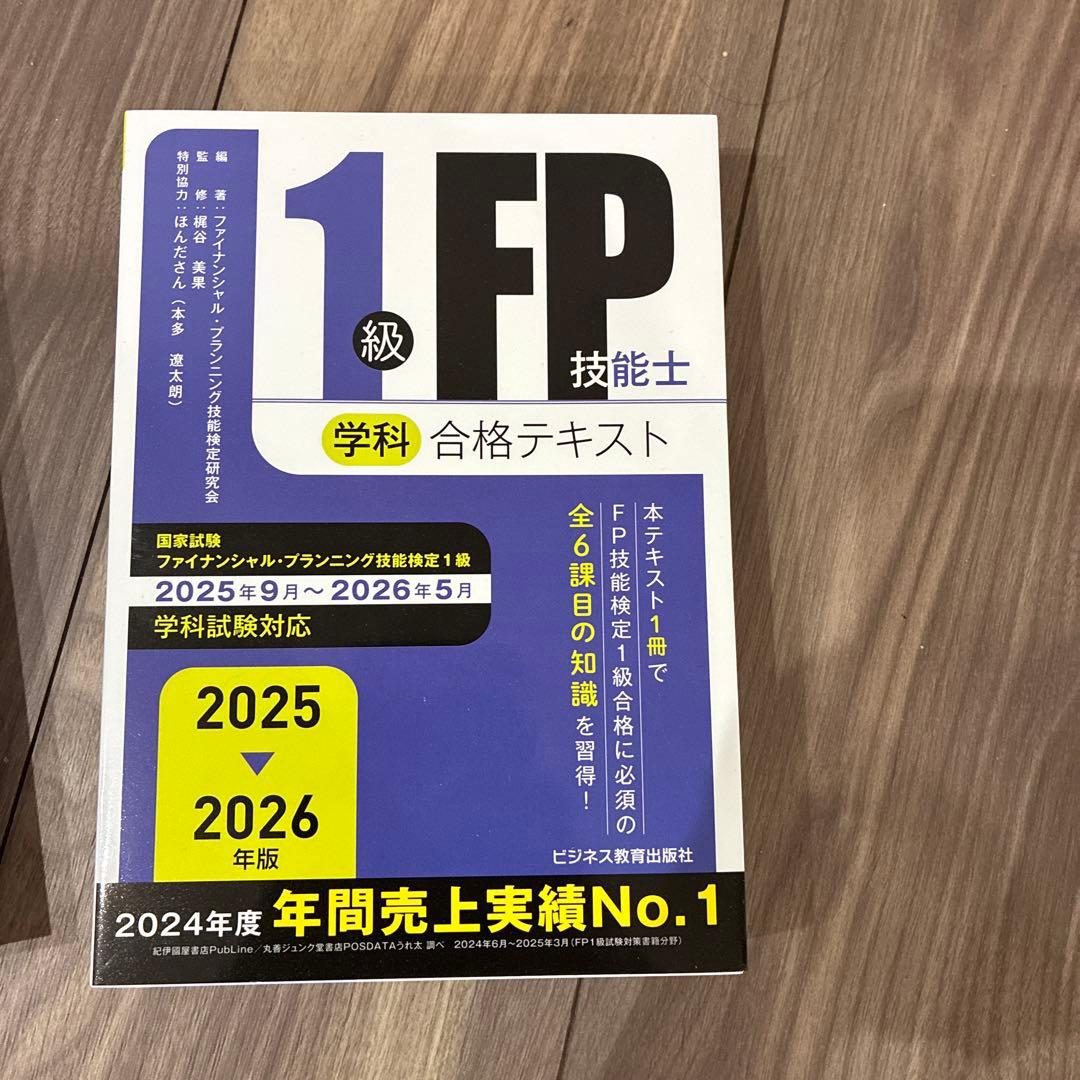 1級 FP
技能士
学科 合格テキスト
編著：ファイナンシャル・プランニング技能検定研究会
監修：梶谷 美果
特別協力：ほんださん（本多 遼太朗）
国家試験
ファイナンシャル・プランニング技能検定1級
2025年9月～2026年5月
学科試験対応
本テキスト1冊で
FP技能検定1級合格に必須の
全6課目の知識を習得！
2025
▼
2026
年版
ビジネス教育出版社
2024年度 年間売上実績No.1
紀伊國屋書店PubLine／丸善ジュンク堂書店POSDATAうれ太 調べ 2024年6月～2025年3月（FP1級試験対策書籍分野）